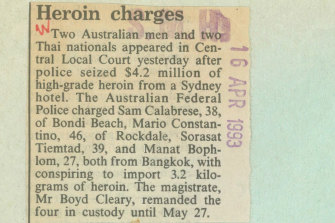 Heroin charges
Two Australian men and two
Thai nationals appeared in Cen-
tral Local Court yesterday after
police seized $4.2 million of
high-grade heroin from a Sydney
hotel. The Australian Federal
Police charged Sam Calabrese, 38,
of Bondi Beach, Mario Constan-
tino, 46, of Rockdale, Sorasat
Tiemtad, 39, and Manat Boph-
lom, 27, both from Bangkok, with
conspiring to import 3.2 kilo-
grams of heroin. The magistrate,
Mr Boyd Cleary, remanded the
four in custody until May 27.
16 APR 1993